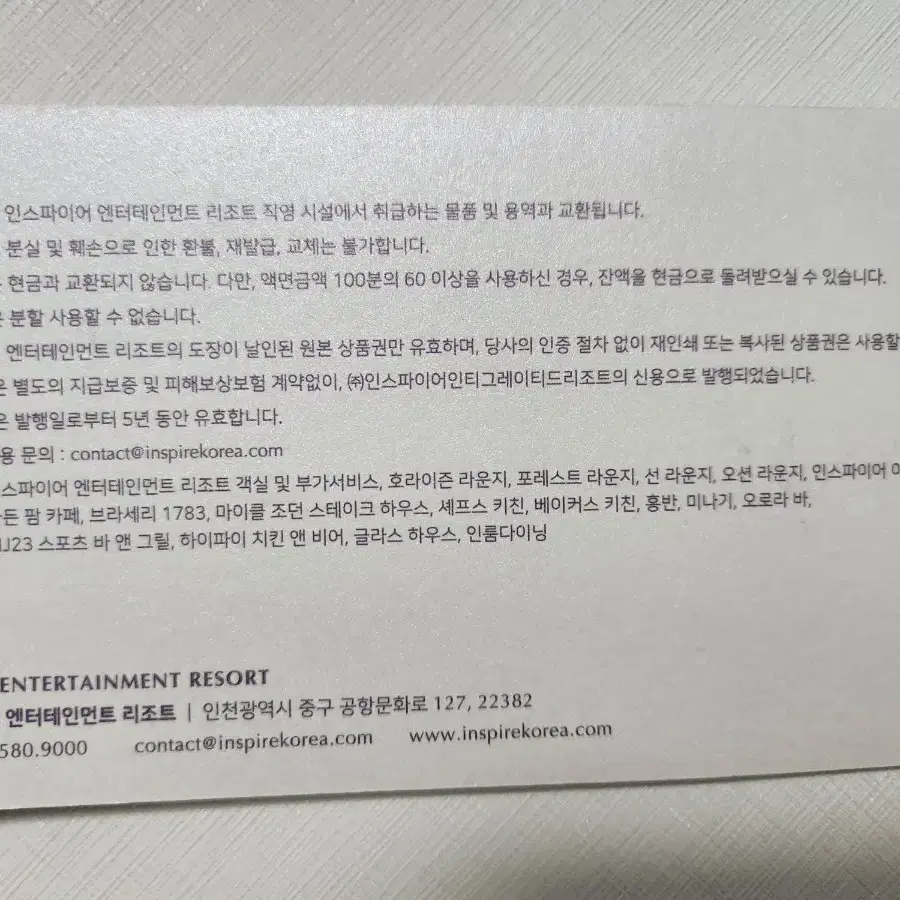 인스파이어 엔터테인먼트 리조트 직영 시설에서 취급하는 물품 및 용역과 교환됩니다.
분실 및 훼손으로 인한 환불, 재발급, 교체는 불가합니다.
현금과 교환되지 않습니다. 다만, 액면금액 100분의 60 이상을 사용하신 경우, 잔액을 현금으로 돌려받으실 수 있습니다.
은 분할 사용할 수 없습니다.
엔터테인먼트 리조트의 도장이 날인된 원본 상품권만 유효하며, 당사의 인증 절차 없이 재인쇄 또는 복사된 상품권은 사용할
은 별도의 지급보증 및 피해보상보험 계약없이, ㈜인스파이어인티그레이티드리조트의 신용으로 발행되었습니다.
은 발행일로부터 5년 동안 유효합니다.
용 문의 : contact@inspirekorea.com
스파이어 엔터테인먼트 리조트 객실 및 부가서비스, 호라이즌 라운지, 포레스트 라운지, 선 라운지, 오션 라운지, 인스파이어
든 팜 카페, 브라세리 1783, 마이클 조던 스테이크 하우스, 셰프스 키친, 베이커스 키친, 홍반, 미나기, 오로라 바,
MJ23 스포츠 바 앤 그릴, 하이파이 치킨 앤 비어, 글라스 하우스, 인룸다이닝
ENTERTAINMENT RESORT
엔터테인먼트 리조트 | 인천광역시 중구 공항문화로 127, 22382
580.9000 contact@inspirekorea.com www.inspirekorea.com